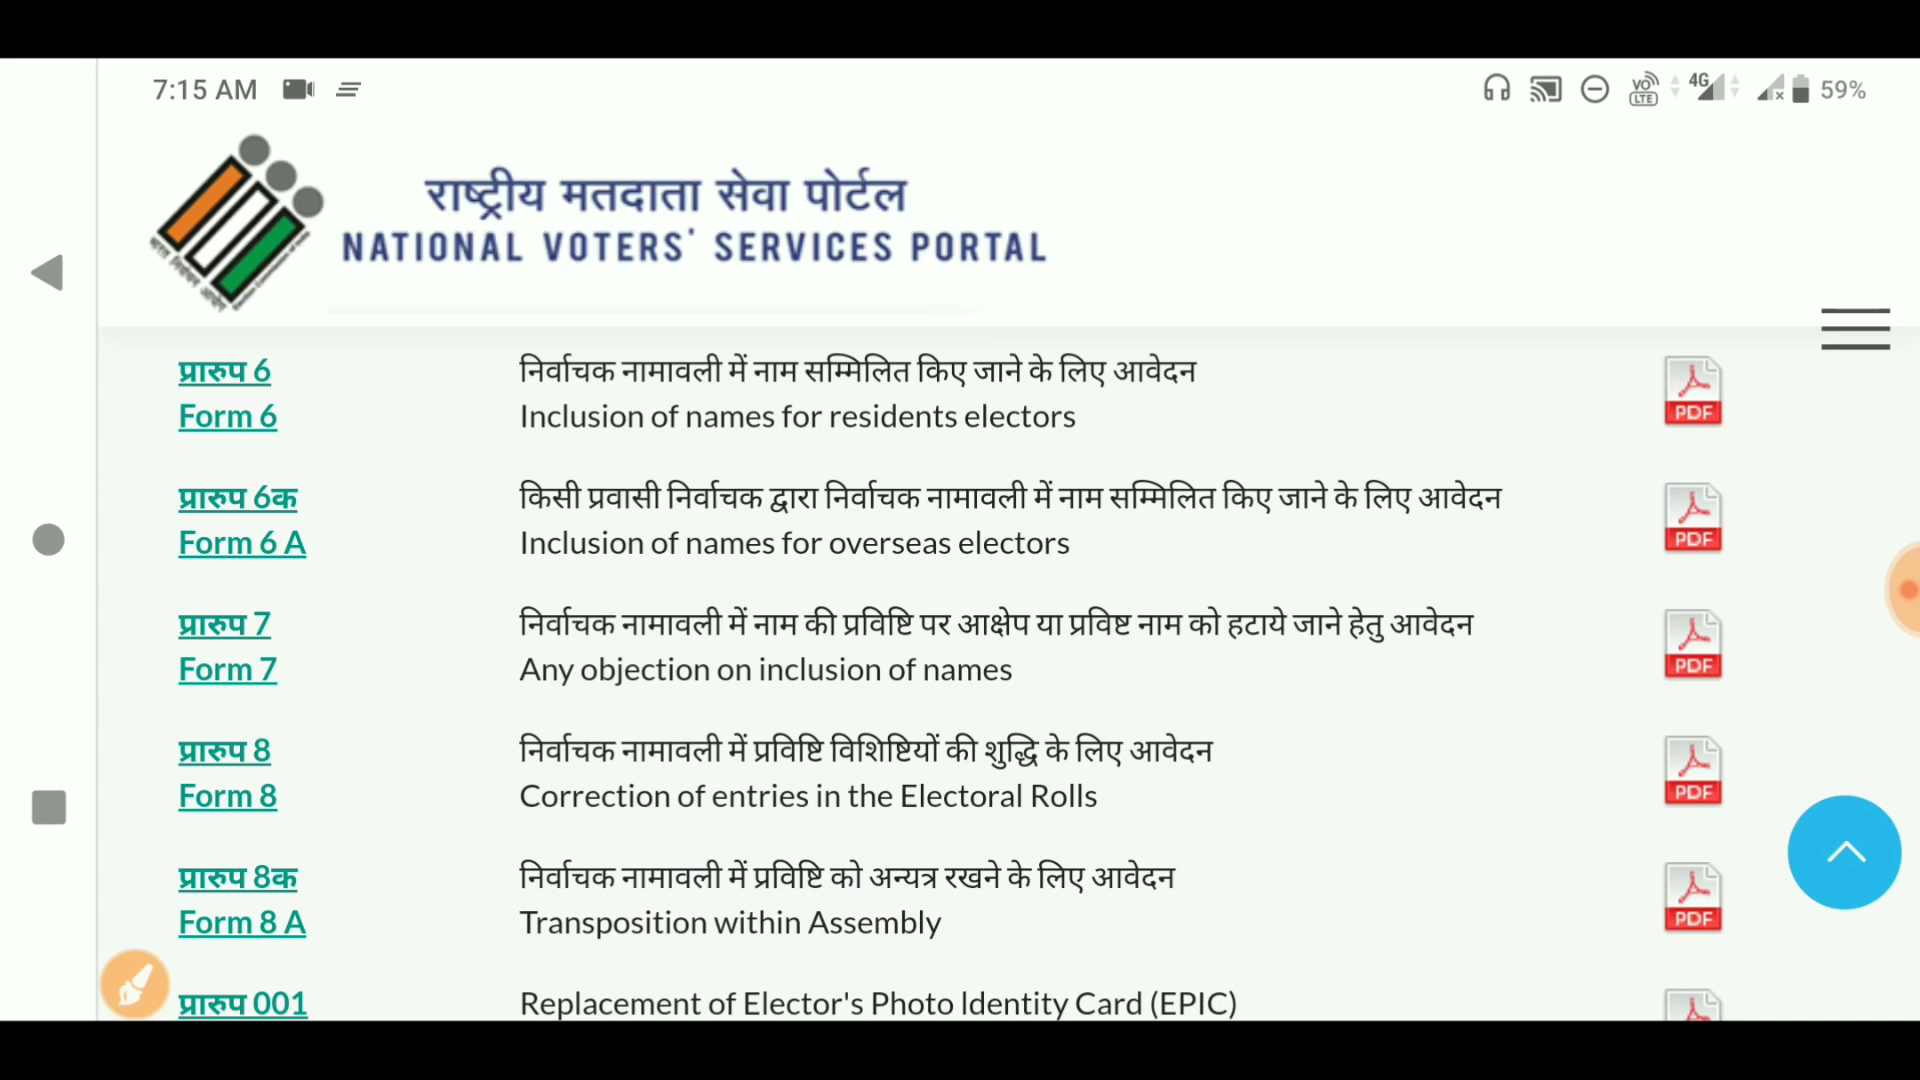 7:15 AM
VO LTE 4G 59%
राष्ट्रीय मतदाता सेवा पोर्टल
NATIONAL VOTERS' SERVICES PORTAL
प्रारुप 6 निर्वाचक नामावली में नाम सम्मिलित किए जाने के लिए आवेदन
Form 6 Inclusion of names for residents electors
PDF
प्रारुप 6क किसी प्रवासी निर्वाचक द्वारा निर्वाचक नामावली में नाम सम्मिलित किए जाने के लिए आवेदन
Form 6 A Inclusion of names for overseas electors
PDF
प्रारुप 7 निर्वाचक नामावली में नाम की प्रविष्टि पर आक्षेप या प्रविष्ट नाम को हटाये जाने हेतु आवेदन
Form 7 Any objection on inclusion of names
PDF
प्रारुप 8 निर्वाचक नामावली में प्रविष्टि विशिष्टियों की शुद्धि के लिए आवेदन
Form 8 Correction of entries in the Electoral Rolls
PDF
प्रारुप 8क निर्वाचक नामावली में प्रविष्टि को अन्यत्र रखने के लिए आवेदन
Form 8 A Transposition within Assembly
PDF
प्रारुप 001 Replacement of Elector's Photo Identity Card (EPIC)